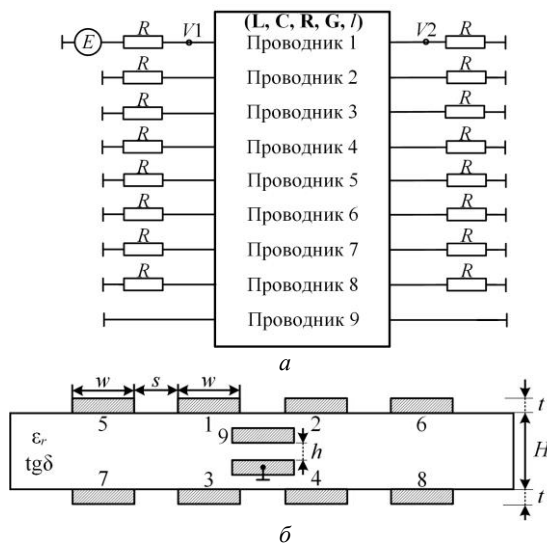 (L, C, R, G, l)
E R V1 Проводник 1 V2 R
R Проводник 2 R
R Проводник 3 R
R Проводник 4 R
R Проводник 5 R
R Проводник 6 R
R Проводник 7 R
R Проводник 8 R
Проводник 9
а
w s w t
5 1 2 6
εr 9 h H
tgδ
7 3 4 8 t
б